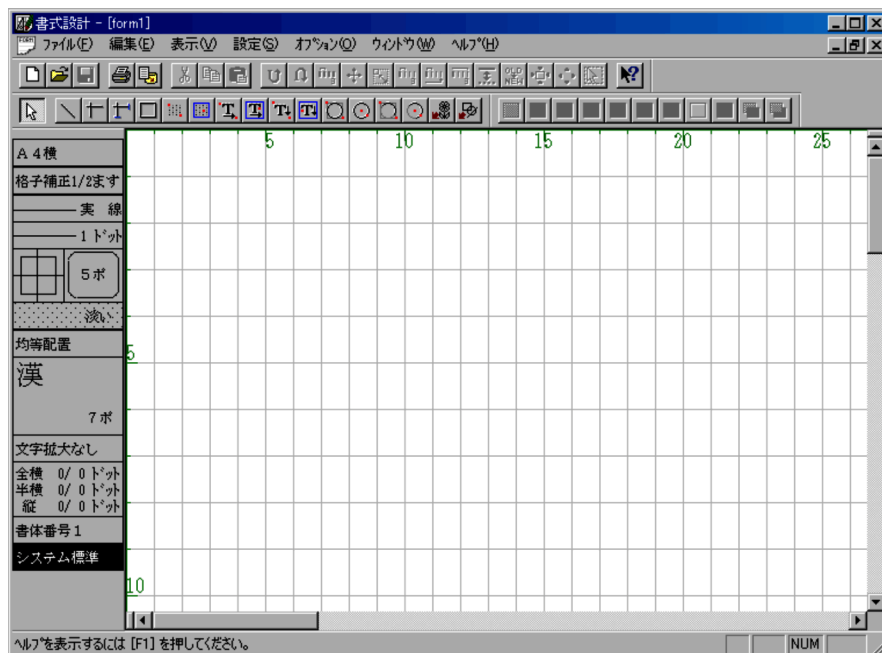 書式設計 - [form1]
ファイル(F) 編集(E) 表示(V) 設定(S) オプション(O) ウィンドウ(W) ヘルプ(H)
5 10 15 20 25
A4横
格子補正1/2ます
実 線
1 ドット
5ポ
淡い
均等配置
5
漢
7ポ
文字拡大なし
全横 0/ 0 ドット
半横 0/ 0 ドット
縦 0/ 0 ドット
書体番号1
システム標準
10
ヘルプを表示するには [F1] を押してください。 NUM